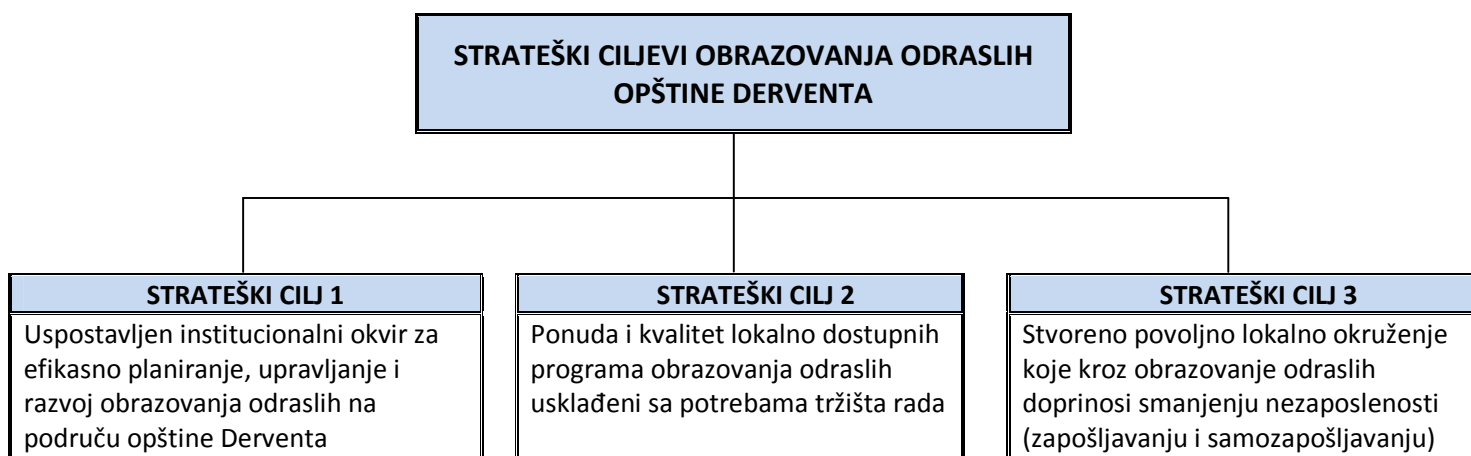 STRATEŠKI CILJEVI OBRAZOVANJA ODRASLIH
OPŠTINE DERVENTA
STRATEŠKI CILJ 1
Uspostavljen institucionalni okvir za
efikasno planiranje, upravljanje i
razvoj obrazovanja odraslih na
područu opštine Derventa
STRATEŠKI CILJ 2
Ponuda i kvalitet lokalno dostupnih
programa obrazovanja odraslih
usklađeni sa potrebama tržišta rada
STRATEŠKI CILJ 3
Stvoreno povoljno lokalno okruženje
koje kroz obrazovanje odraslih
doprinosi smanjenju nezaposlenosti
(zapošljavanju i samozapošljavanju)